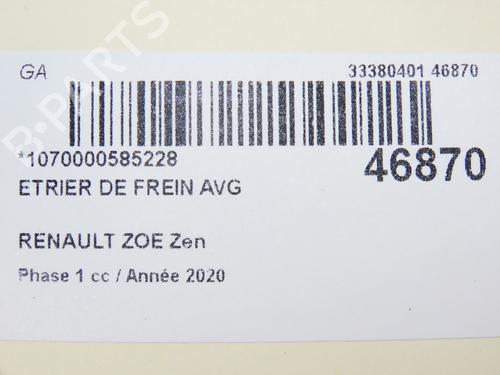 GA 33380401 46870
*1070000585228 46870
ETRIER DE FREIN AVG
RENAULT ZOE Zen
Phase 1 cc / Année 2020
B-PARTS